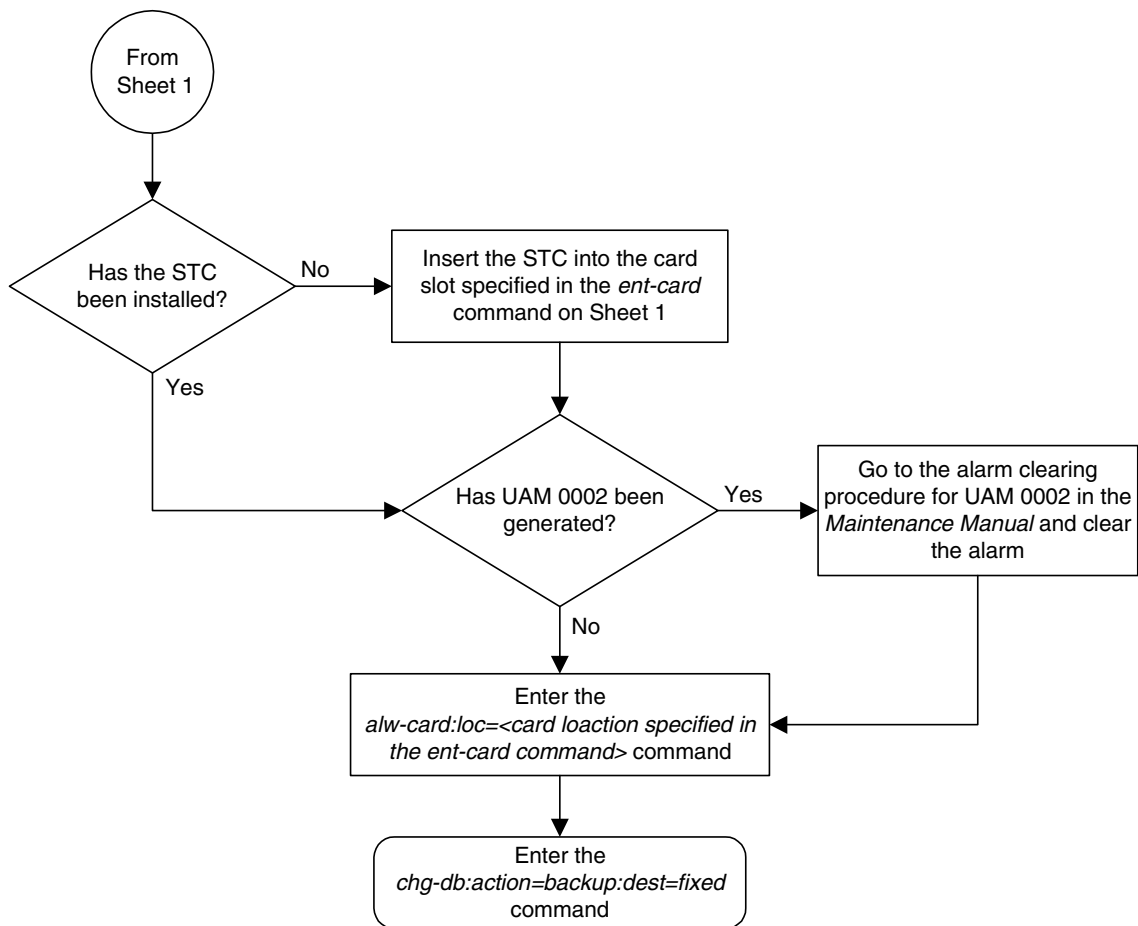 From
Sheet 1
Has the STC
been installed?
No
Insert the STC into the card
slot specified in the ent-card
command on Sheet 1
Yes
Has UAM 0002 been
generated?
Yes
Go to the alarm clearing
procedure for UAM 0002 in the
Maintenance Manual and clear
the alarm
No
Enter the
alw-card:loc=<card loaction specified in
the ent-card command> command
Enter the
chg-db:action=backup:dest=fixed
command